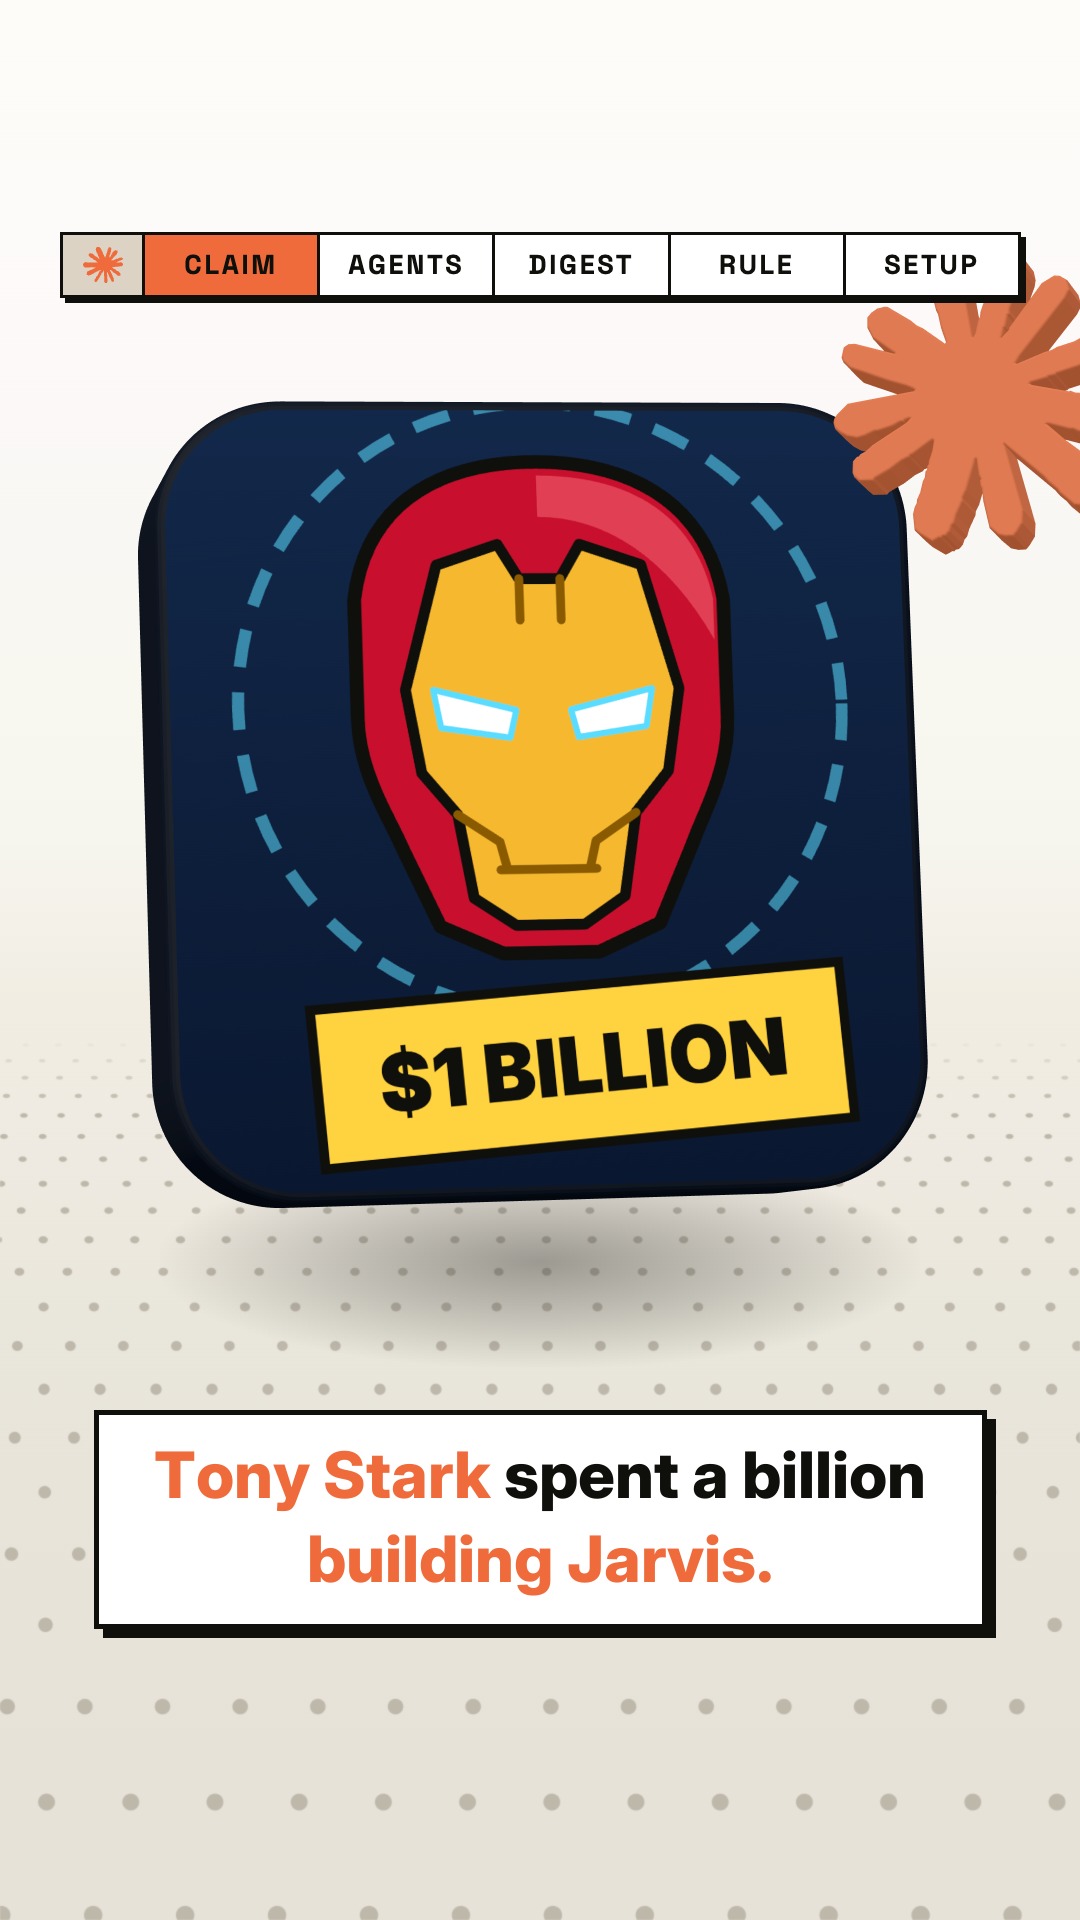 CLAIM AGENTS DIGEST RULE SETUP
$1 BILLION
Tony Stark spent a billion
building Jarvis.